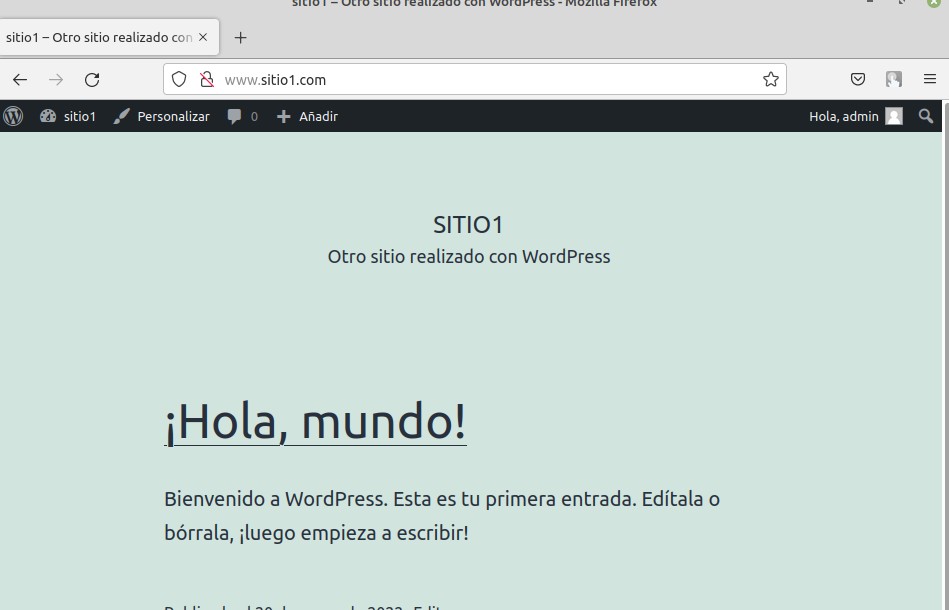 sitio1 – Otro sitio realizado con WordPress - Mozilla Firefox
sitio1 – Otro sitio realizado con
www.sitio1.com
sitio1 Personalizar 0 Añadir Hola, admin
SITIO1
Otro sitio realizado con WordPress
¡Hola, mundo!
Bienvenido a WordPress. Esta es tu primera entrada. Edítala o
bórrala, ¡luego empieza a escribir!